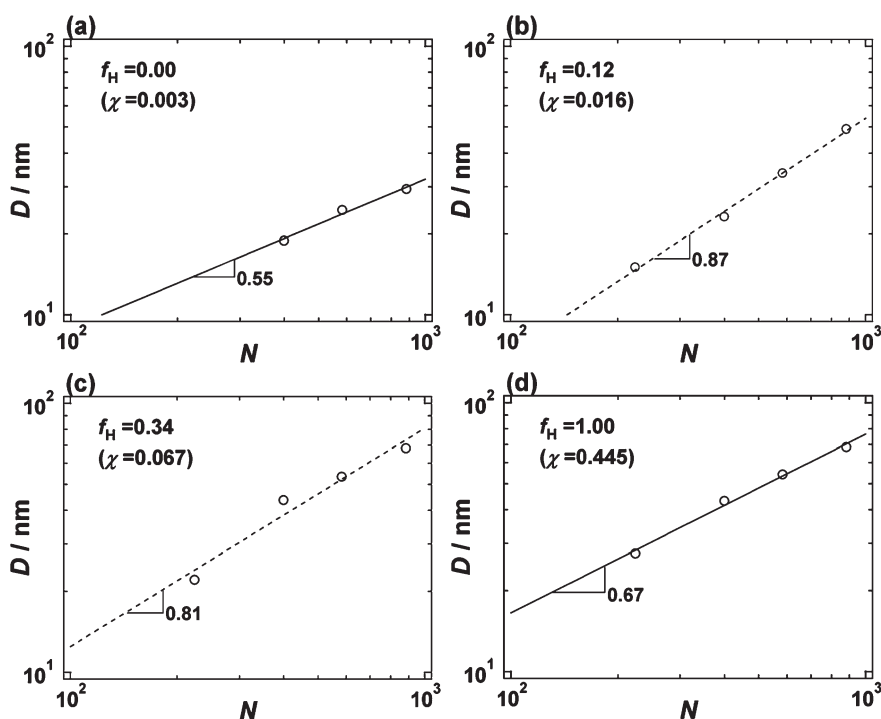 (a)
f_H =0.00
(χ =0.003)
10²
D / nm
0.55
10¹
10²
N
10³
(b)
f_H =0.12
(χ =0.016)
10²
D / nm
0.87
10¹
10²
N
10³
(c)
f_H =0.34
(χ =0.067)
10²
D / nm
0.81
10¹
10²
N
10³
(d)
f_H =1.00
(χ =0.445)
10²
D / nm
0.67
10¹
10²
N
10³